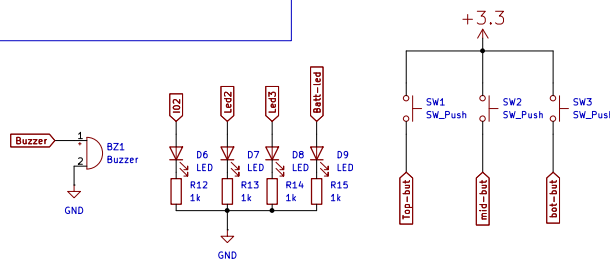 +3.3
IO2
Led2
Led3
Batt-led
SW1
SW_Push
SW2
SW_Push
SW3
SW_Push
Buzzer
1
+
2
BZ1
Buzzer
D6
LED
D7
LED
D8
LED
D9
LED
R12
1k
R13
1k
R14
1k
R15
1k
Top-but
mid-but
bot-but
GND
GND